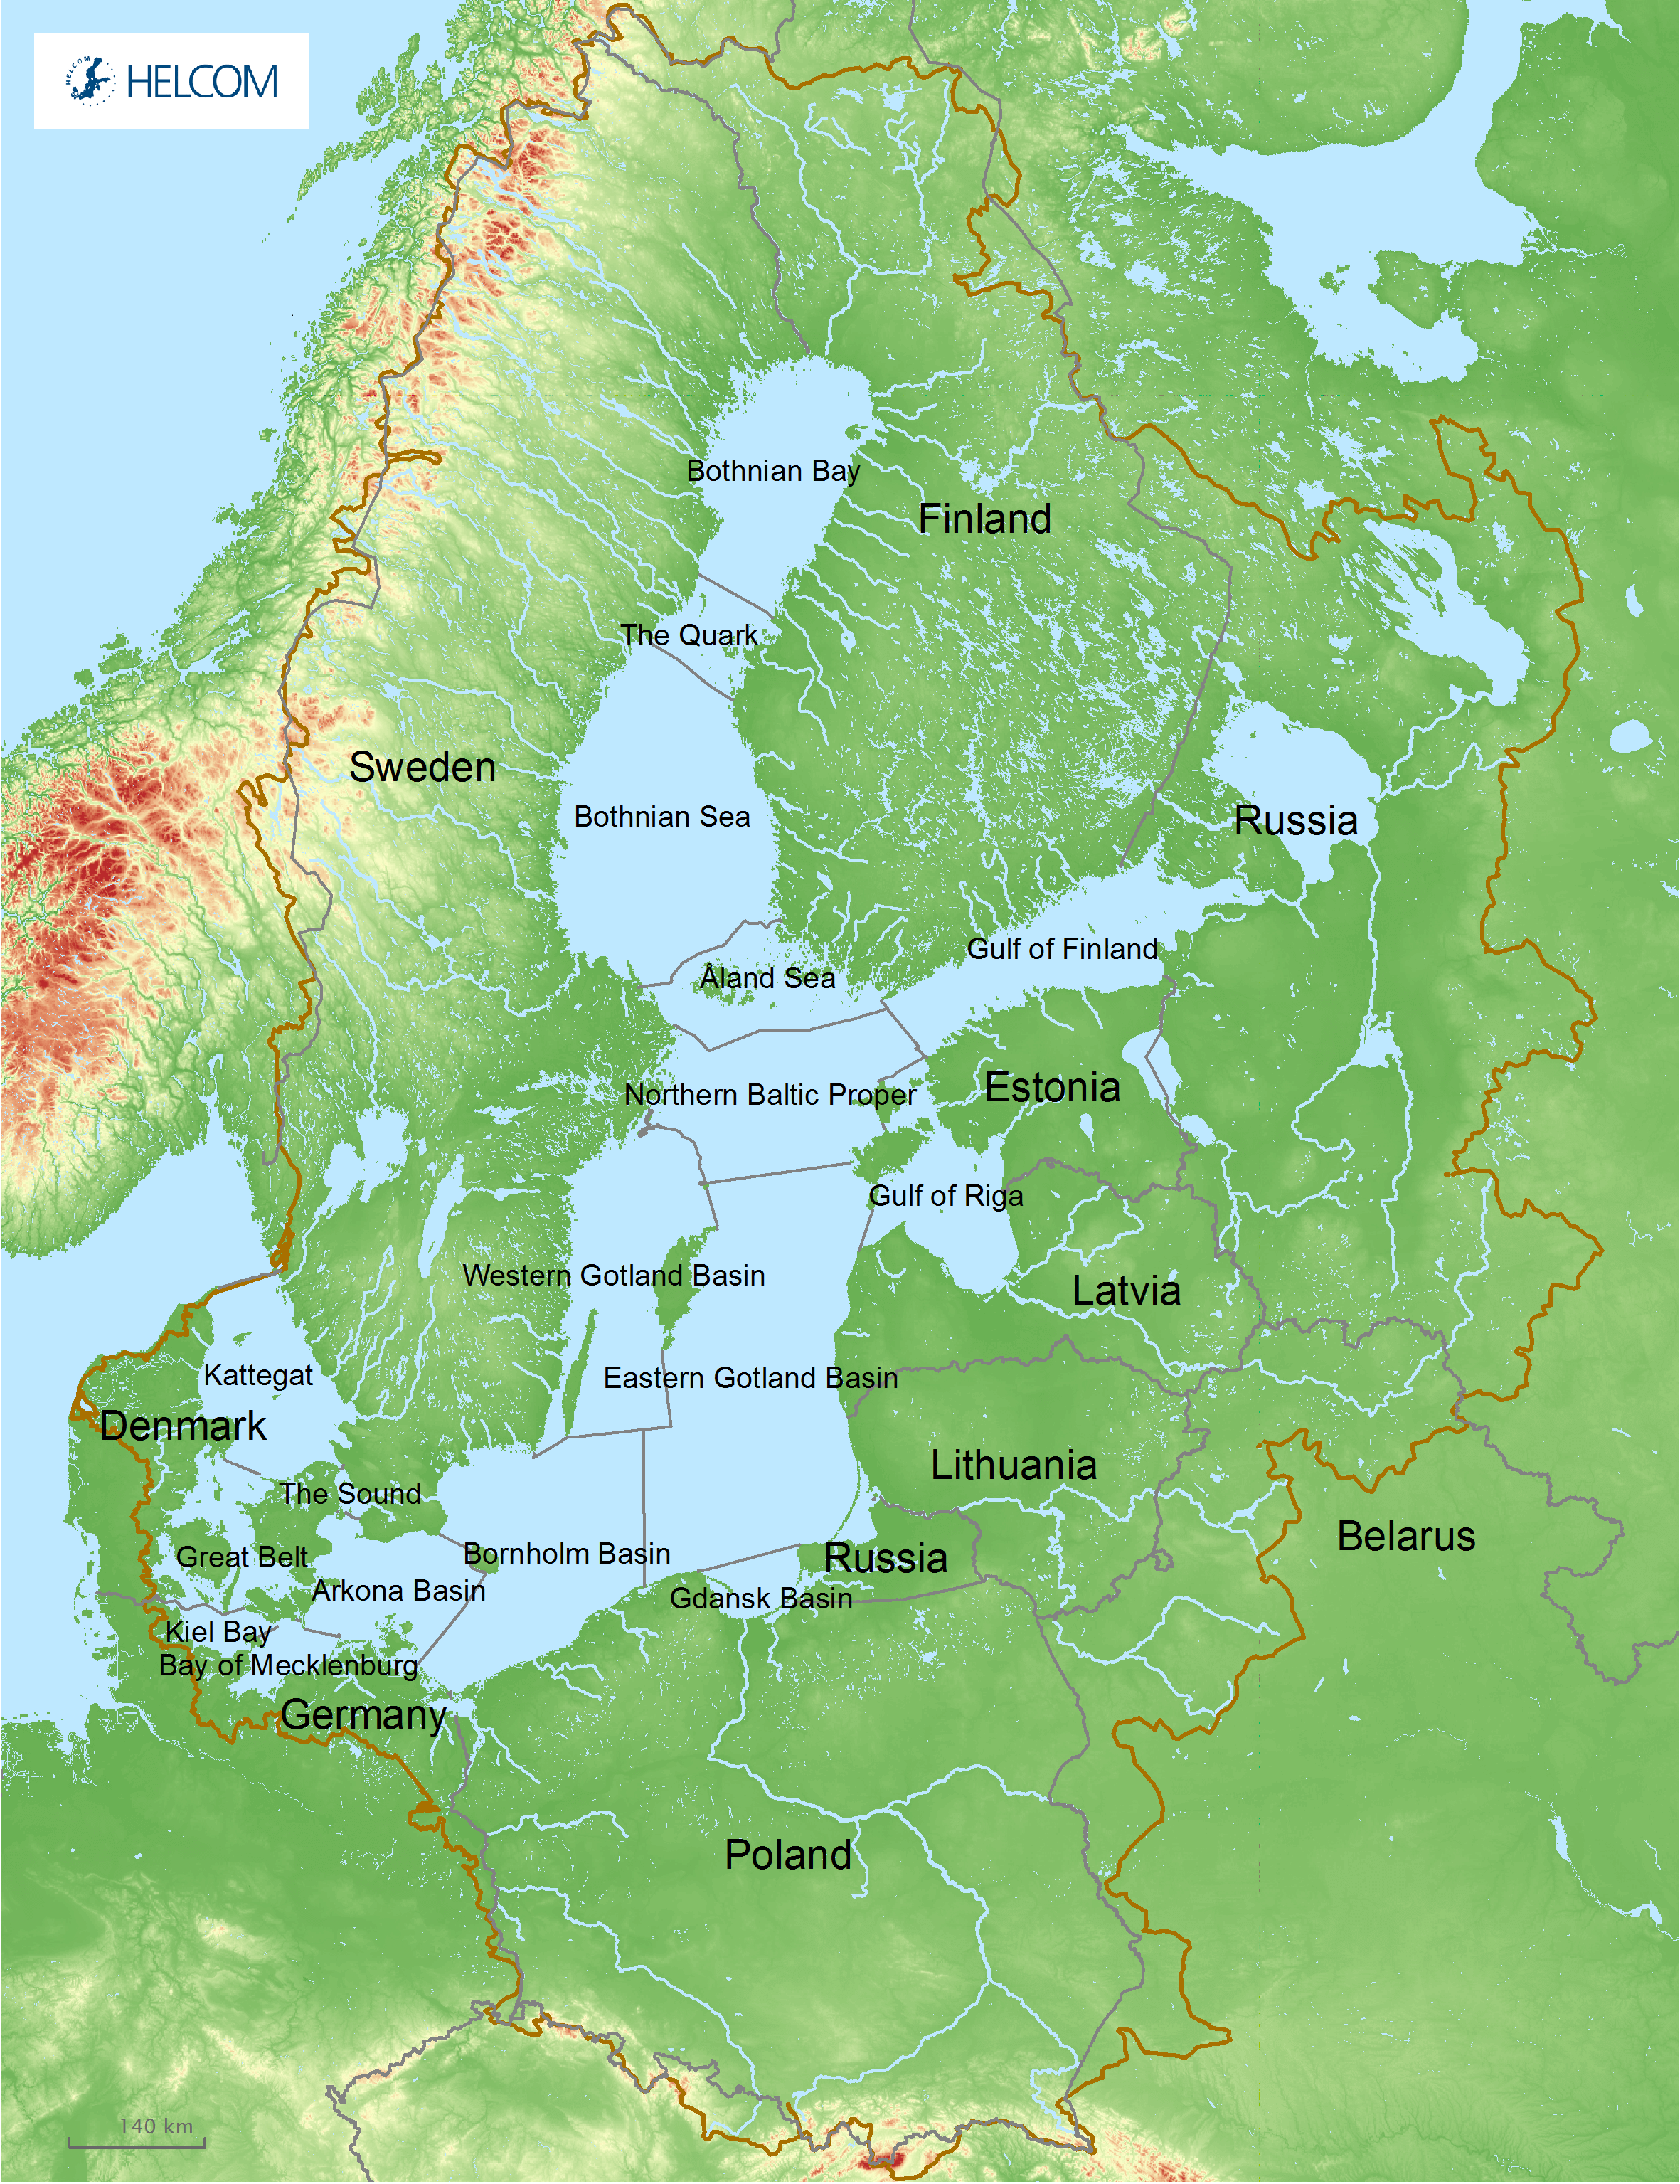 HELCOM
HELCOM
Bothnian Bay
Finland
The Quark
Sweden
Bothnian Sea
Russia
Gulf of Finland
Åland Sea
Estonia
Northern Baltic Proper
Gulf of Riga
Western Gotland Basin
Latvia
Kattegat
Eastern Gotland Basin
Denmark
Lithuania
The Sound
Belarus
Great Belt
Bornholm Basin
Russia
Arkona Basin
Gdansk Basin
Kiel Bay
Bay of Mecklenburg
Germany
Poland
140 km